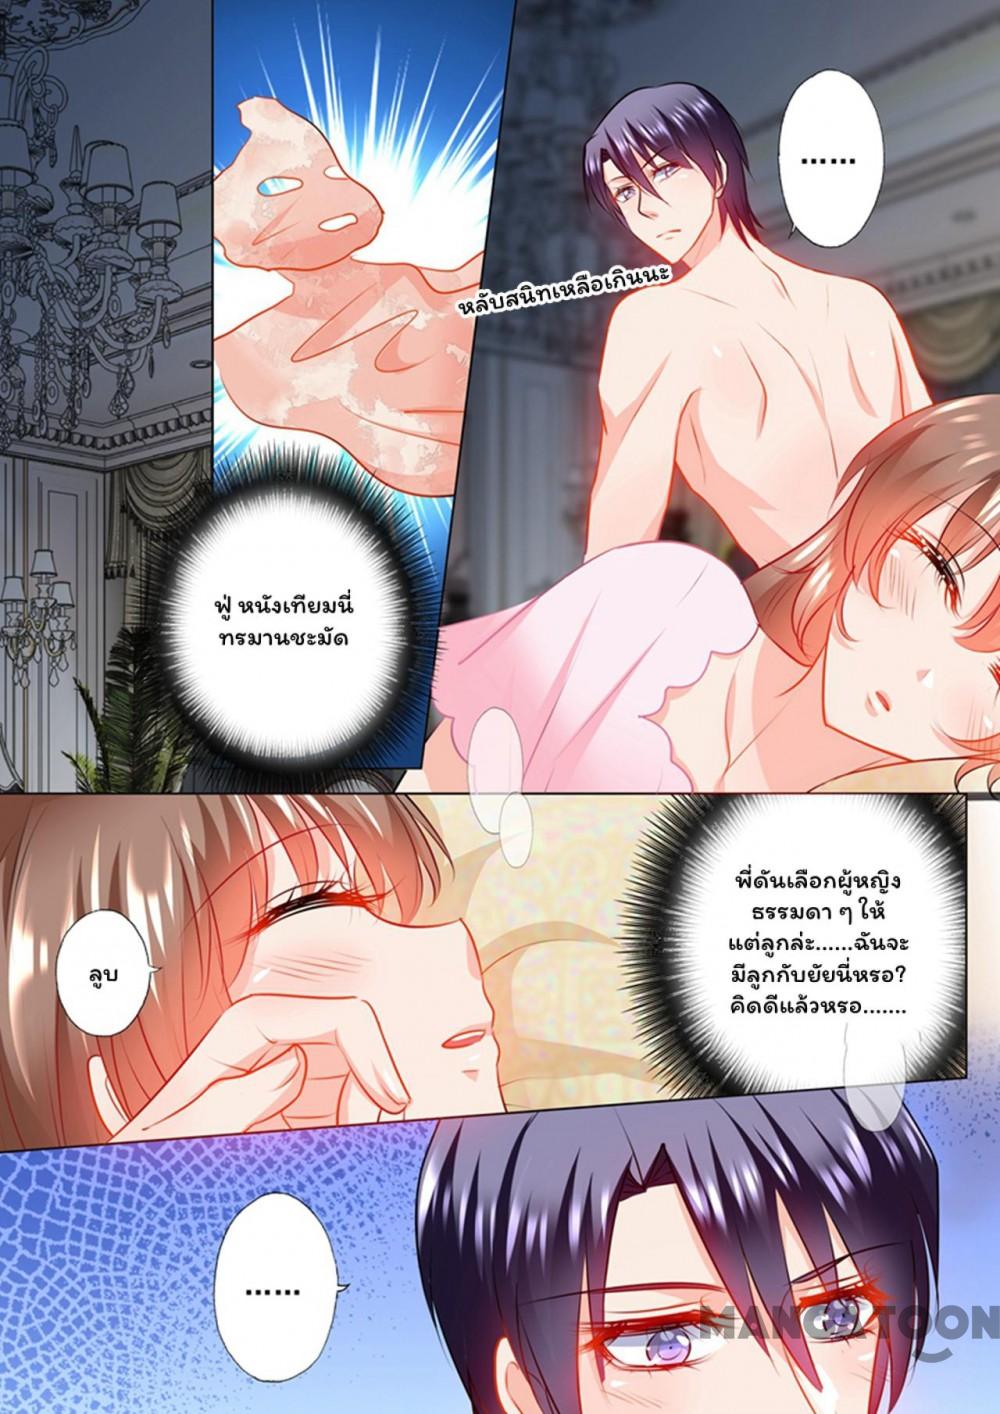 ……
หลับสนิทเหลือเกินนะ
ฟู่ หนังเทียมนี่
ทรมานชะมัด
พี่ดันเลือกผู้หญิง
ธรรมดา ๆ ให้
แต่ลูกล่ะ......ฉันจะ
มีลูกกับยัยนี่หรอ?
คิดดีแล้วหรอ.......
ลูบ
……
MANGATOON